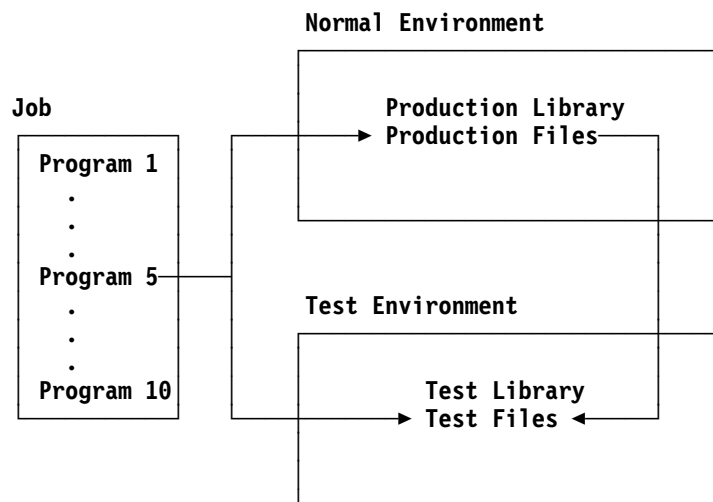 Normal Environment
Job
Production Library
Production Files
Program 1
.
.
.
Program 5
Test Environment
.
.
.
Program 10
Test Library
Test Files